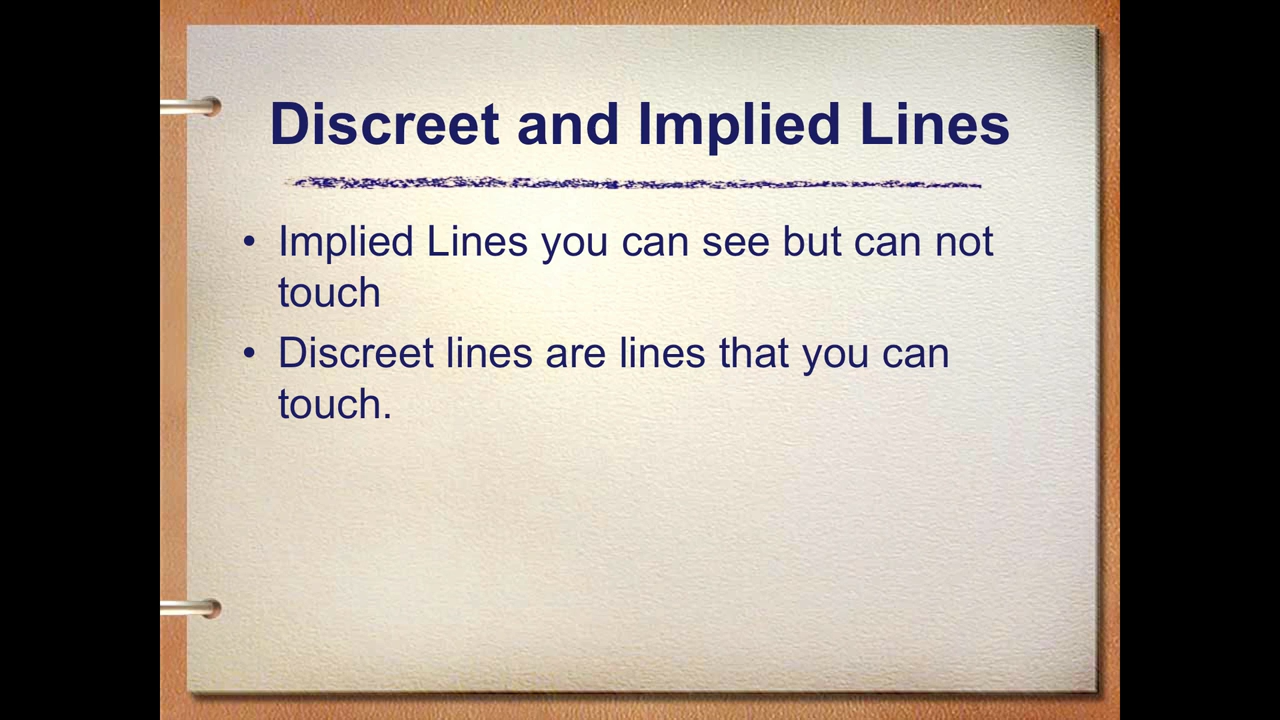 Discreet and Implied Lines
• Implied Lines you can see but can not
touch
• Discreet lines are lines that you can
touch.